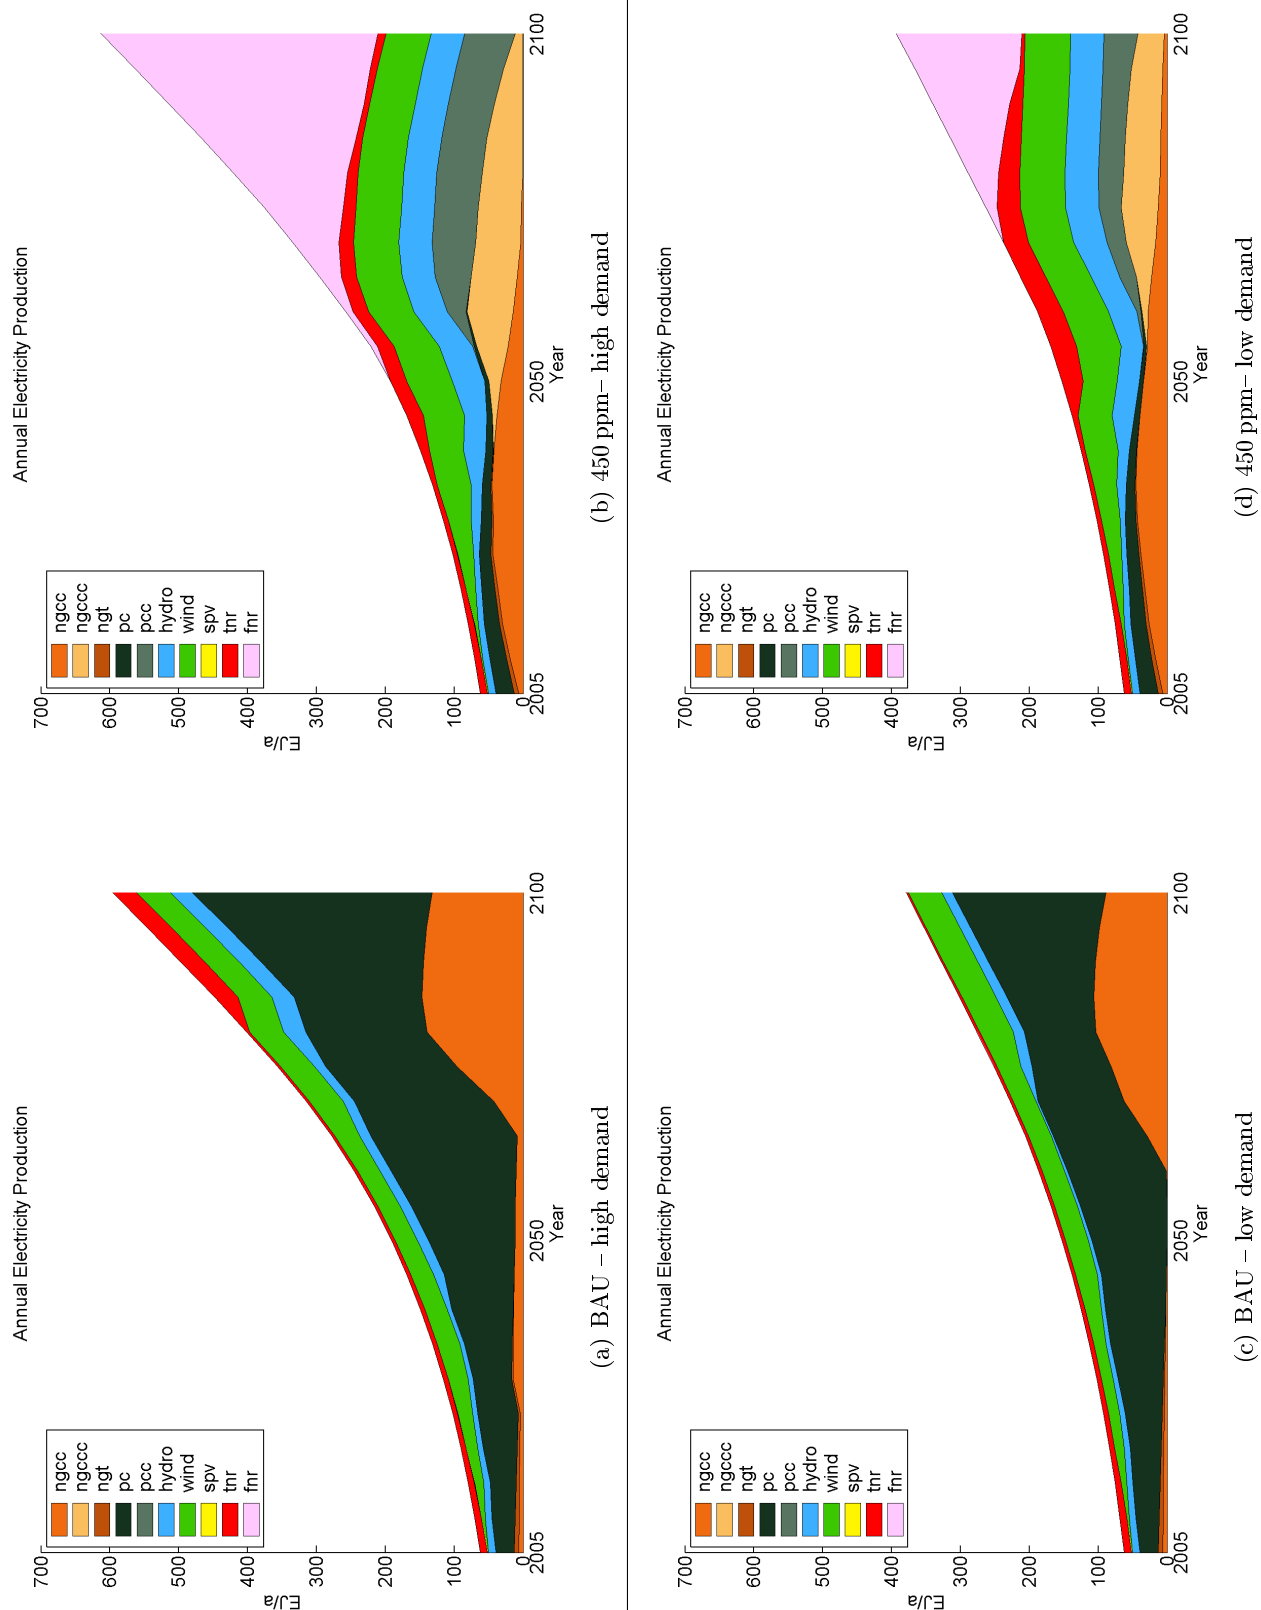 Annual Electricity Production
700
600
500
400
300
200
100
0
EJ/a
2005
2050
2100
Year
ngcc
ngccc
ngt
pc
pcc
hydro
wind
spv
tnr
fnr
(a) BAU – high demand
Annual Electricity Production
700
600
500
400
300
200
100
0
EJ/a
2005
2050
2100
Year
ngcc
ngccc
ngt
pc
pcc
hydro
wind
spv
tnr
fnr
(b) 450 ppm– high demand
Annual Electricity Production
700
600
500
400
300
200
100
0
EJ/a
2005
2050
2100
Year
ngcc
ngccc
ngt
pc
pcc
hydro
wind
spv
tnr
fnr
(c) BAU – low demand
Annual Electricity Production
700
600
500
400
300
200
100
0
EJ/a
2005
2050
2100
Year
ngcc
ngccc
ngt
pc
pcc
hydro
wind
spv
tnr
fnr
(d) 450 ppm– low demand